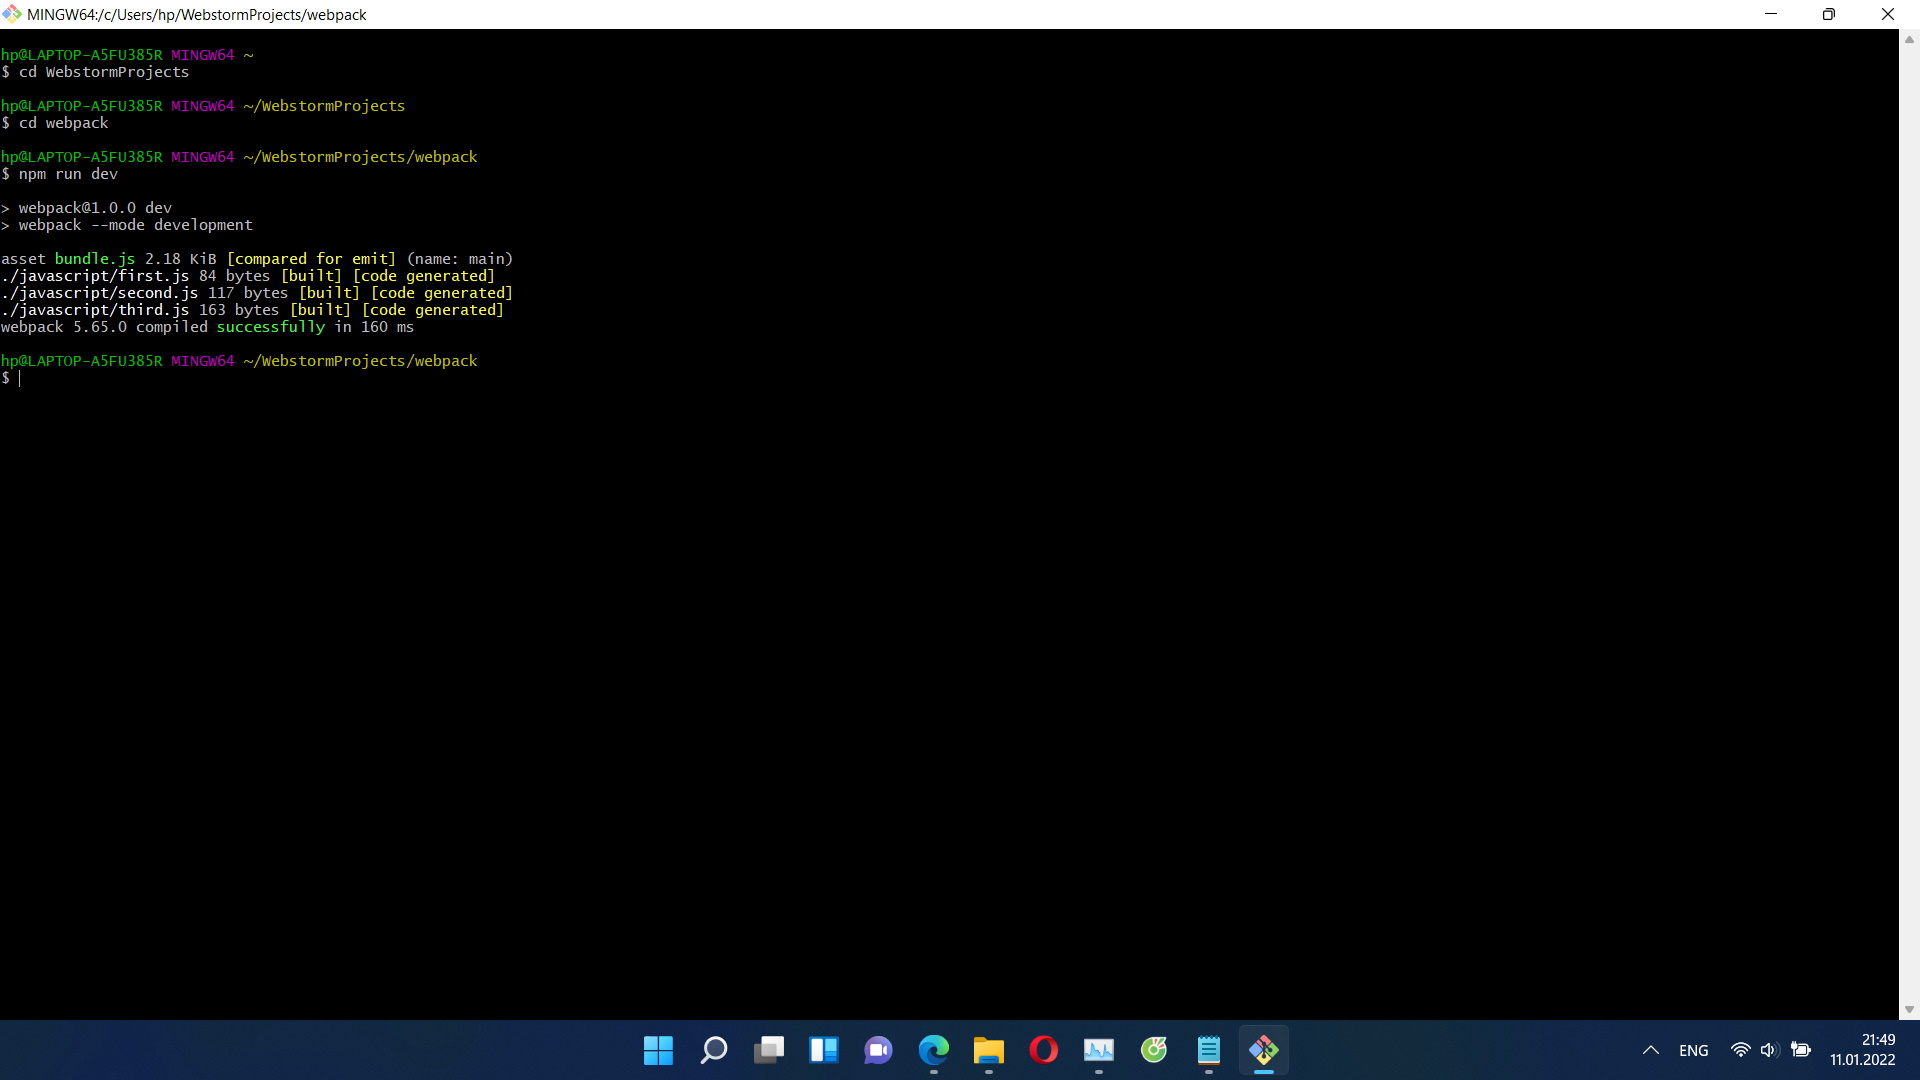 MINGW64:/c/Users/hp/WebstormProjects/webpack
hp@LAPTOP-A5FU385R MINGW64 ~
$ cd WebstormProjects
hp@LAPTOP-A5FU385R MINGW64 ~/WebstormProjects
$ cd webpack
hp@LAPTOP-A5FU385R MINGW64 ~/WebstormProjects/webpack
$ npm run dev
> webpack@1.0.0 dev
> webpack --mode development
asset bundle.js 2.18 KiB [compared for emit] (name: main)
./javascript/first.js 84 bytes [built] [code generated]
./javascript/second.js 117 bytes [built] [code generated]
./javascript/third.js 163 bytes [built] [code generated]
webpack 5.65.0 compiled successfully in 160 ms
hp@LAPTOP-A5FU385R MINGW64 ~/WebstormProjects/webpack
$
ENG
21:49
11.01.2022